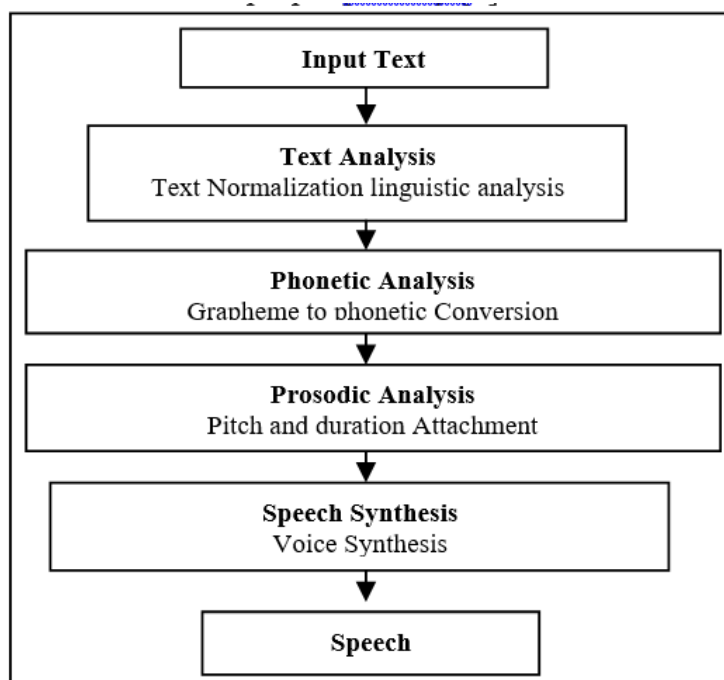 Input Text
Text Analysis
Text Normalization linguistic analysis
Phonetic Analysis
Grapheme to phonetic Conversion
Prosodic Analysis
Pitch and duration Attachment
Speech Synthesis
Voice Synthesis
Speech